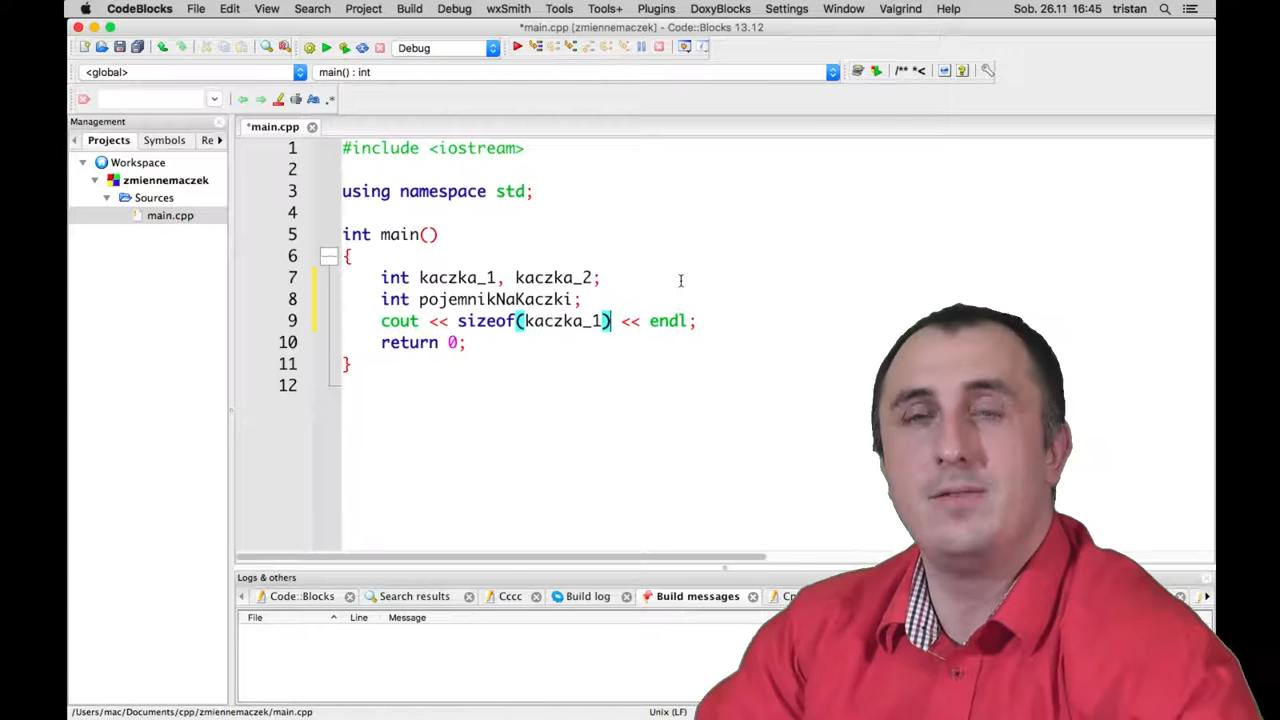 CodeBlocks File Edit View Search Project Build Debug wxSmith Tools Tools+ Plugins DoxyBlocks Settings Window Valgrind Help Sob. 26.11 16:45 tristan
*main.cpp [zmiennemaczek] - Code::Blocks 13.12
Debug
<global> main() : int /** *<
.*
Management
Projects Symbols Re
Workspace
zmiennemaczek
Sources
main.cpp
*main.cpp
1 #include <iostream>
2
3 using namespace std;
4
5 int main()
6 {
7 int kaczka_1, kaczka_2;
8 int pojemnikNaKaczki;
9 cout << sizeof(kaczka_1) << endl;
10 return 0;
11 }
12
Logs & others
Code::Blocks Search results Cccc Build log Build messages
File Line Message
/Users/mac/Documents/cpp/zmiennemaczek/main.cpp Unix (LF)